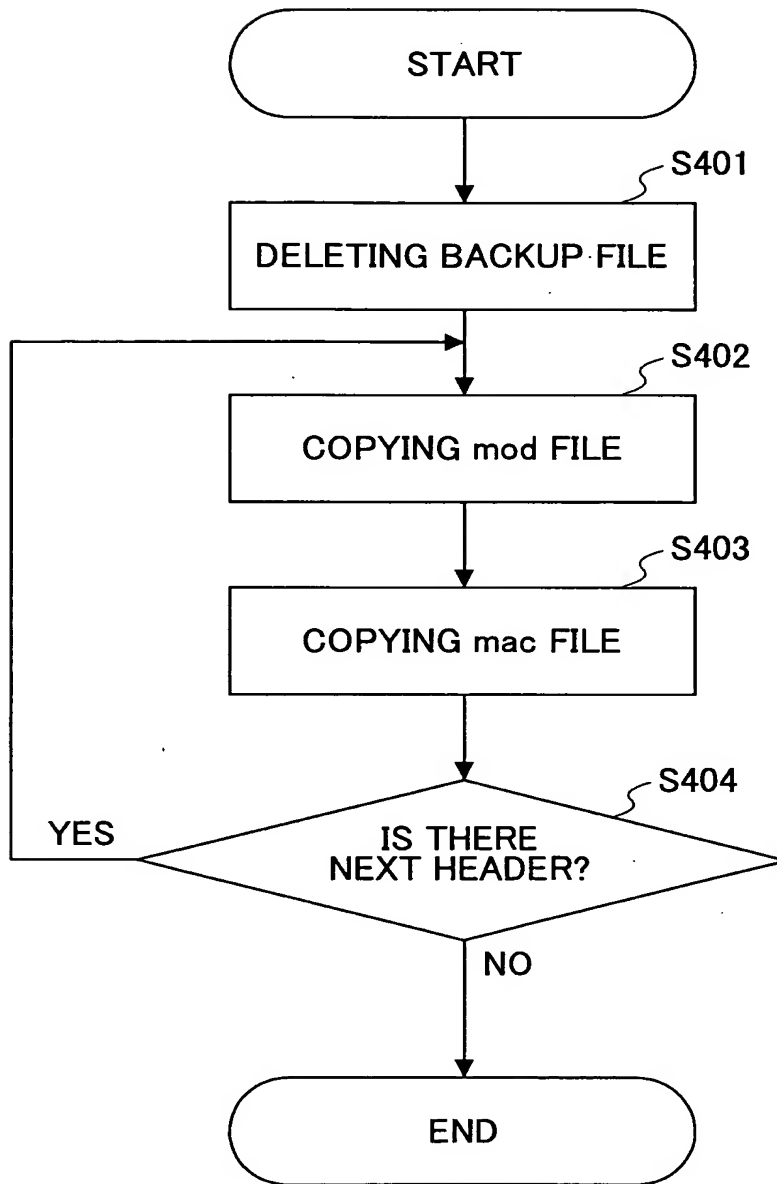 START
S401
DELETING BACKUP FILE
S402
COPYING mod FILE
S403
COPYING mac FILE
S404
YES
IS THERE
NEXT HEADER?
NO
END